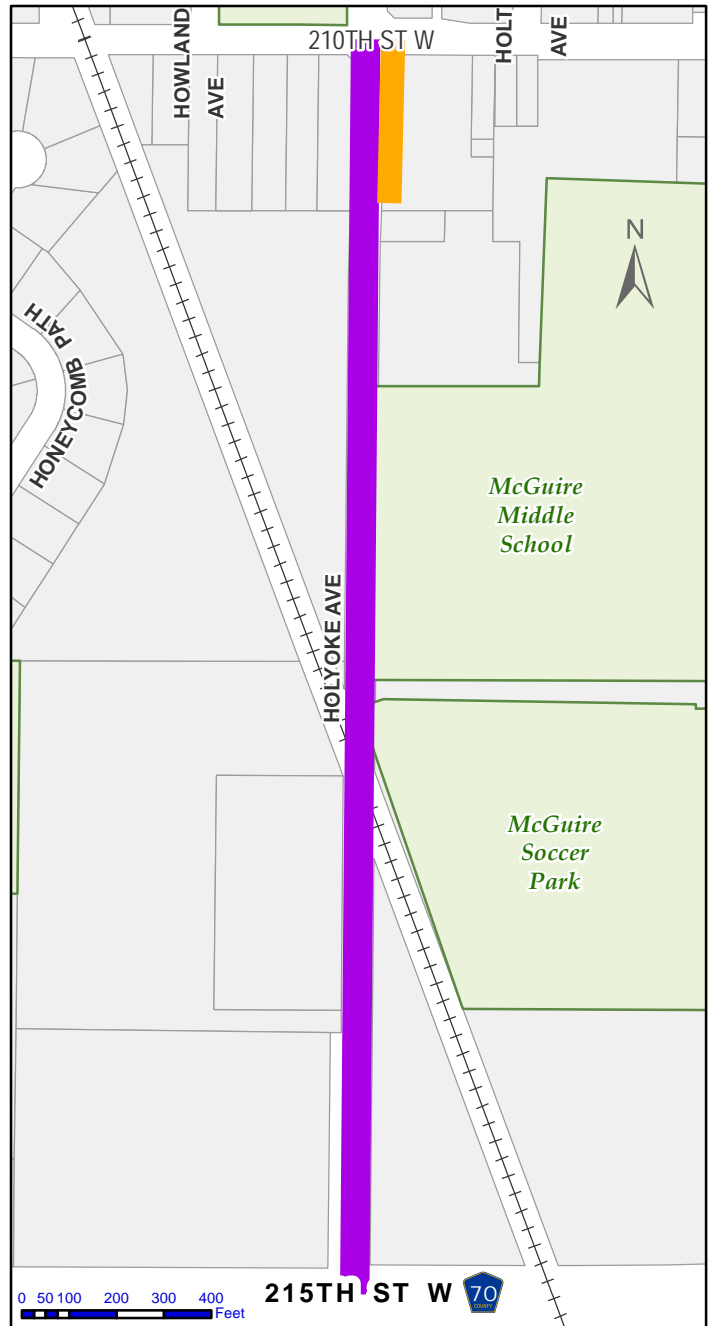 210TH ST W
HOWLAND
AVE
HOLT
AVE
N
HONEYCOMB PATH
McGuire
Middle
School
HOLYOKE AVE
McGuire
Soccer
Park
0 50 100 200 300 400
Feet
215TH ST W
70
COUNTY